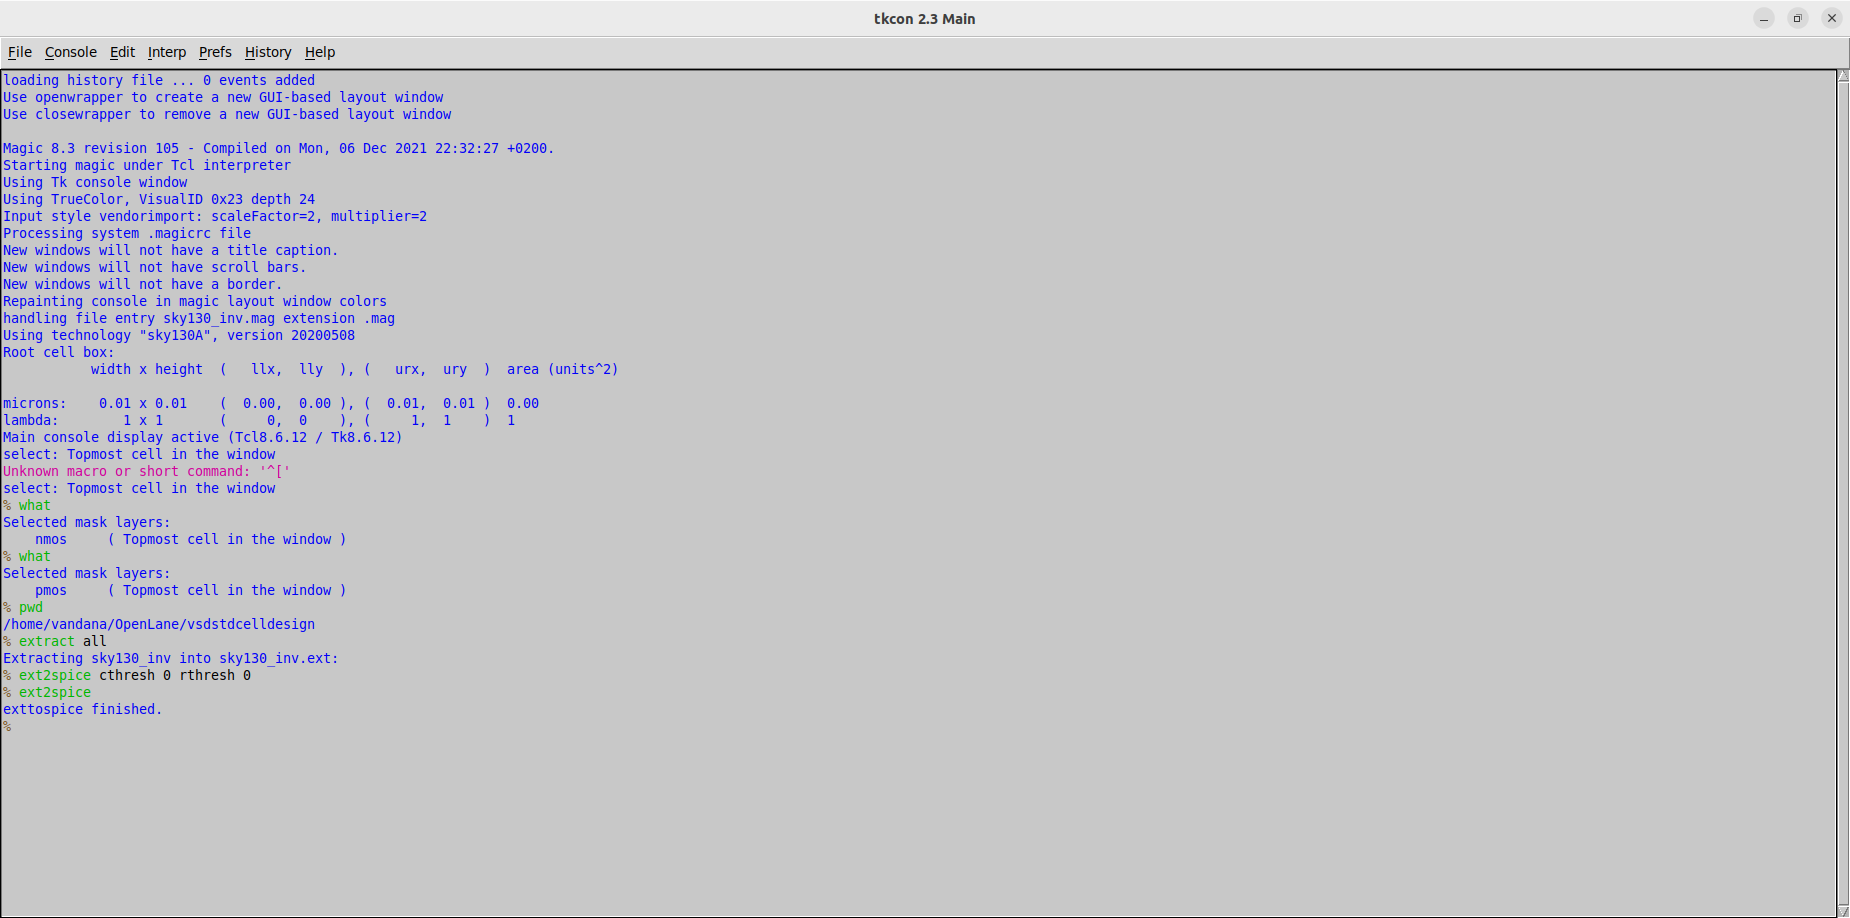 tkcon 2.3 Main
File Console Edit Interp Prefs History Help
loading history file ... 0 events added
Use openwrapper to create a new GUI-based layout window
Use closewrapper to remove a new GUI-based layout window
Magic 8.3 revision 105 - Compiled on Mon, 06 Dec 2021 22:32:27 +0200.
Starting magic under Tcl interpreter
Using Tk console window
Using TrueColor, VisualID 0x23 depth 24
Input style vendorimport: scaleFactor=2, multiplier=2
Processing system .magicrc file
New windows will not have a title caption.
New windows will not have scroll bars.
New windows will not have a border.
Repainting console in magic layout window colors
handling file entry sky130_inv.mag extension .mag
Using technology "sky130A", version 20200508
Root cell box:
           width x height  (   llx,  lly  ), (   urx,  ury  )  area (units^2)
microns:    0.01 x 0.01    (  0.00,  0.00 ), (  0.01,  0.01 )  0.00
lambda:        1 x 1       (     0,  0    ), (     1,  1    )  1
Main console display active (Tcl8.6.12 / Tk8.6.12)
select: Topmost cell in the window
Unknown macro or short command: '^['
select: Topmost cell in the window
% what
Selected mask layers:
    nmos     ( Topmost cell in the window )
% what
Selected mask layers:
    pmos     ( Topmost cell in the window )
% pwd
/home/vandana/OpenLane/vsdstdcelldesign
% extract all
Extracting sky130_inv into sky130_inv.ext:
% ext2spice cthresh 0 rthresh 0
% ext2spice
exttospice finished.
%